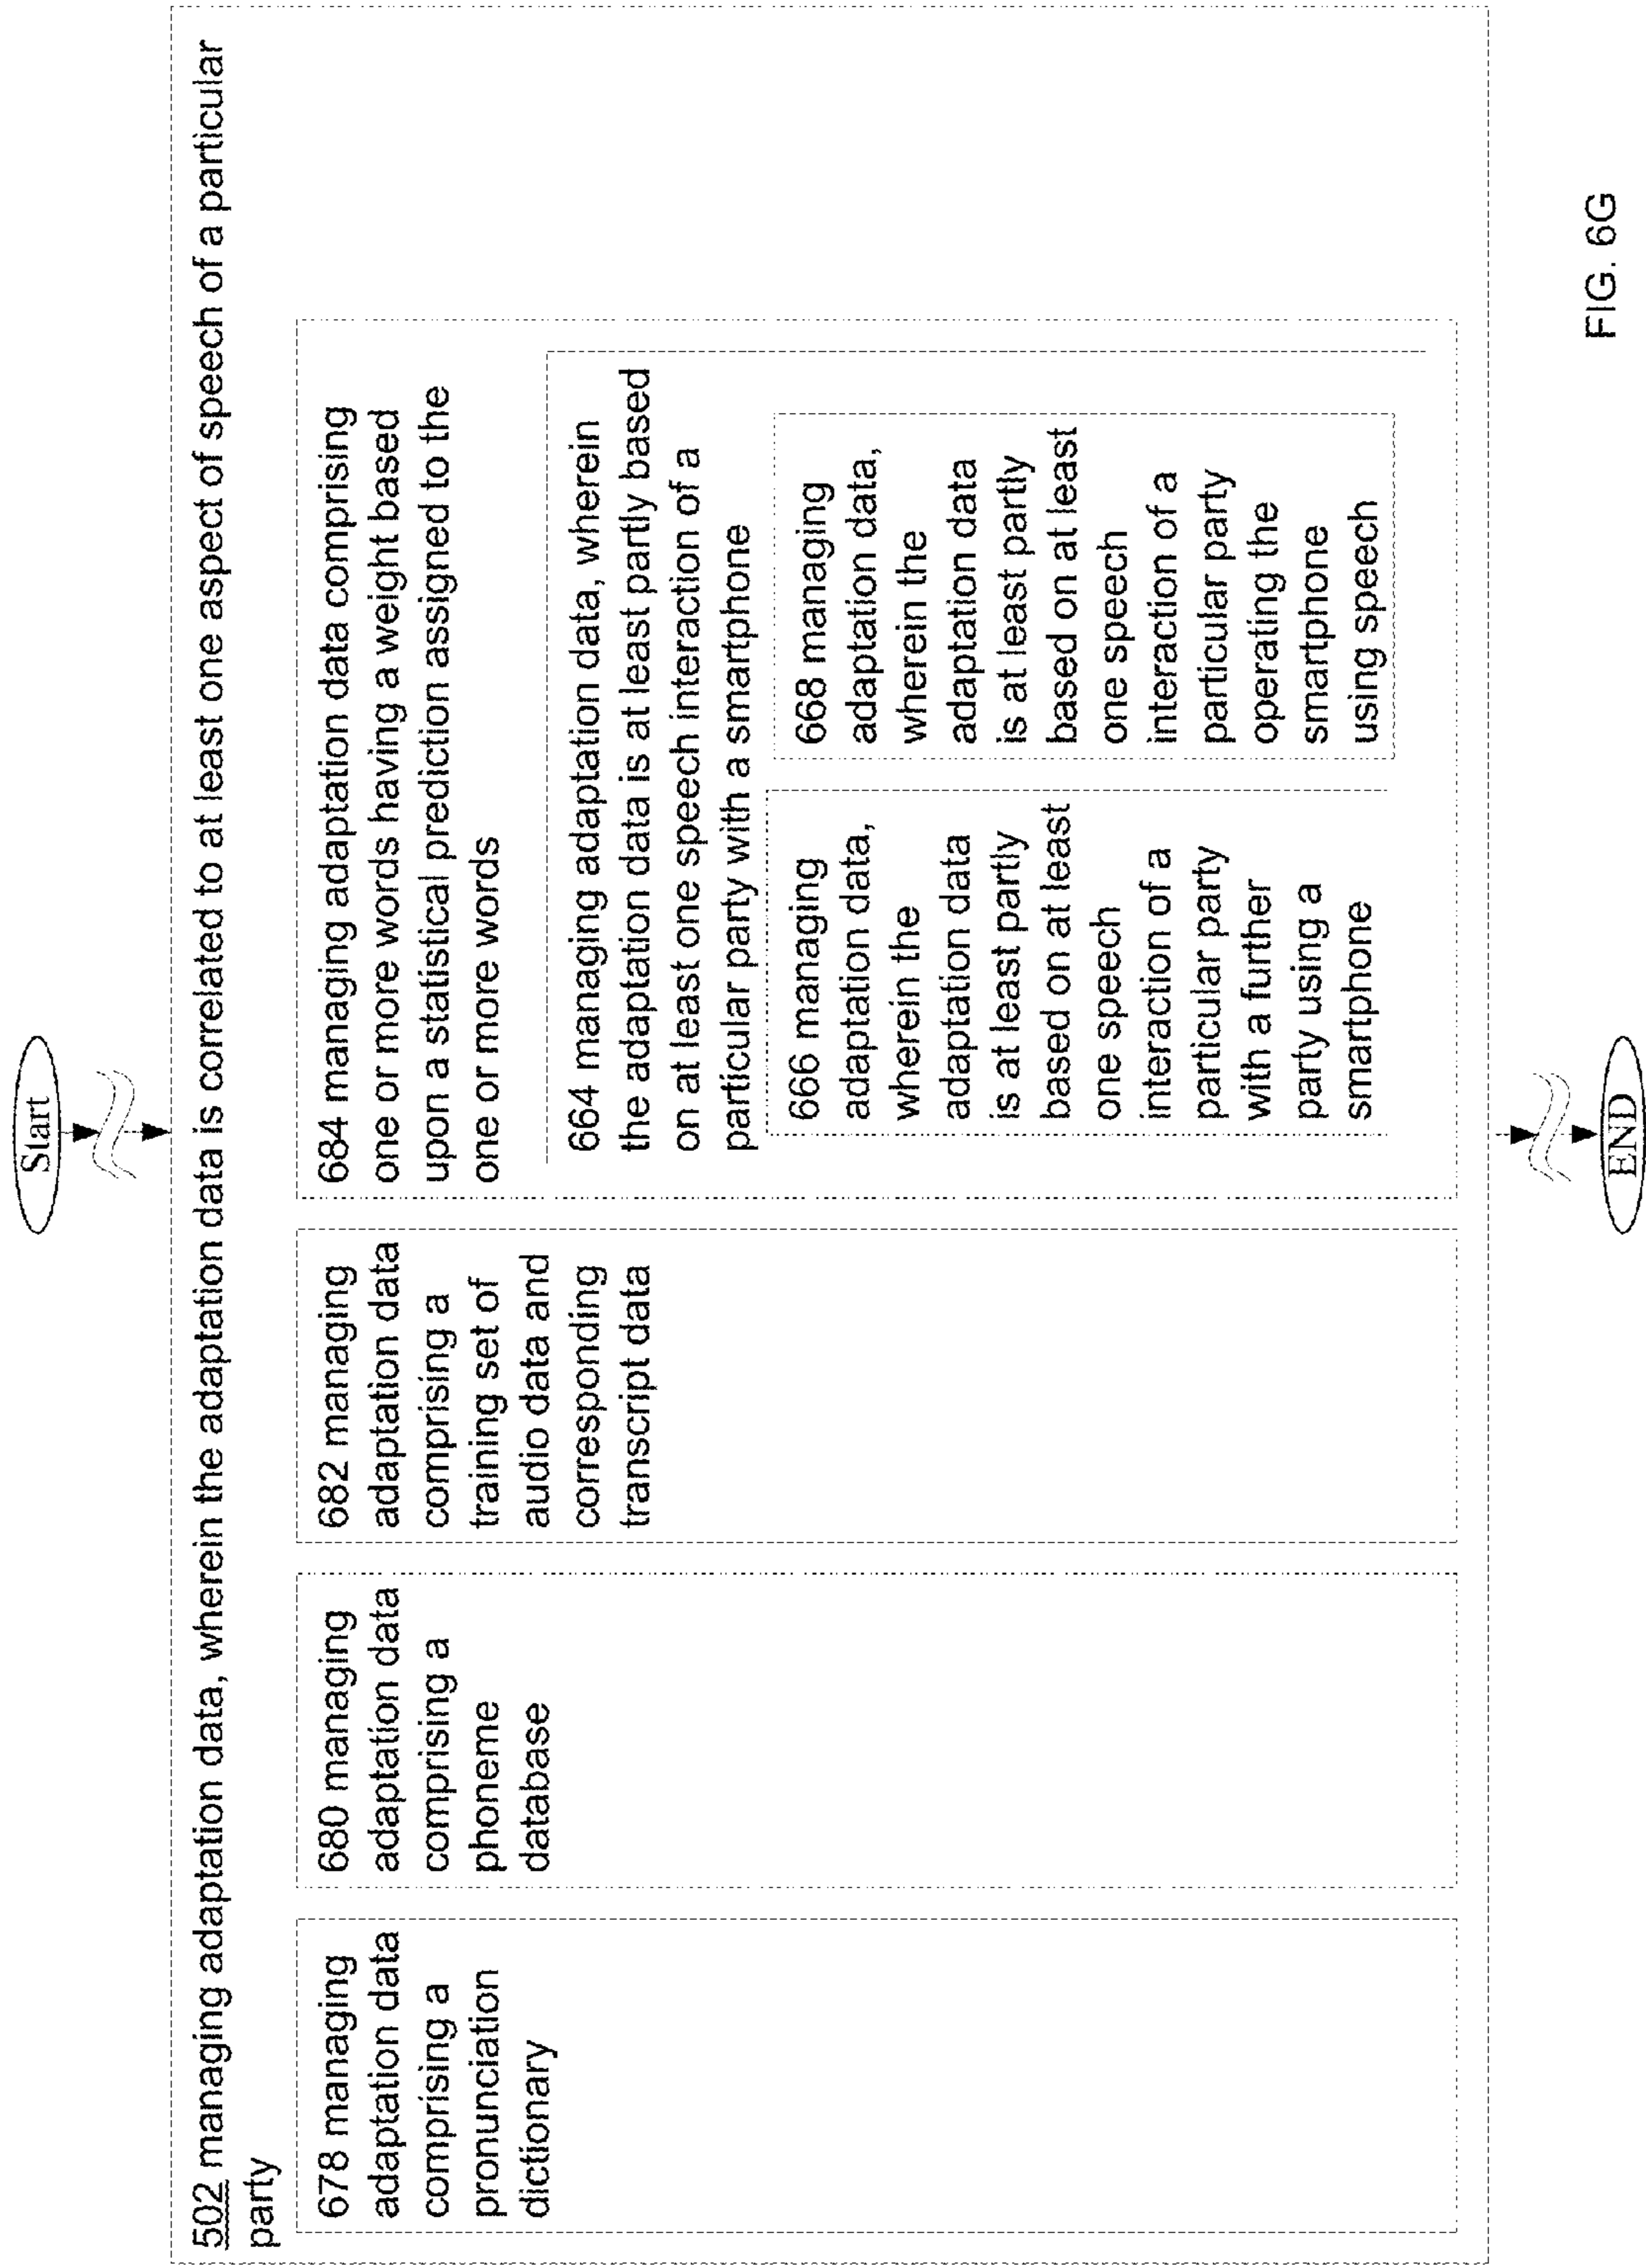 Start
502 managing adaptation data, wherein the adaptation data is correlated to at least one aspect of speech of a particular
party
678 managing
adaptation data
comprising a
pronunciation
dictionary
680 managing
adaptation data
comprising a
phoneme
database
682 managing
adaptation data
comprising a
training set of
audio data and
corresponding
transcript data
684 managing adaptation data comprising
one or more words having a weight based
upon a statistical prediction assigned to the
one or more words
664 managing adaptation data, wherein
the adaptation data is at least partly based
on at least one speech interaction of a
particular party with a smartphone
666 managing
adaptation data,
wherein the
adaptation data
is at least partly
based on at least
one speech
interaction of a
particular party
with a further
party using a
smartphone
668 managing
adaptation data,
wherein the
adaptation data
is at least partly
based on at least
one speech
interaction of a
particular party
operating the
smartphone
using speech
END
FIG. 6G